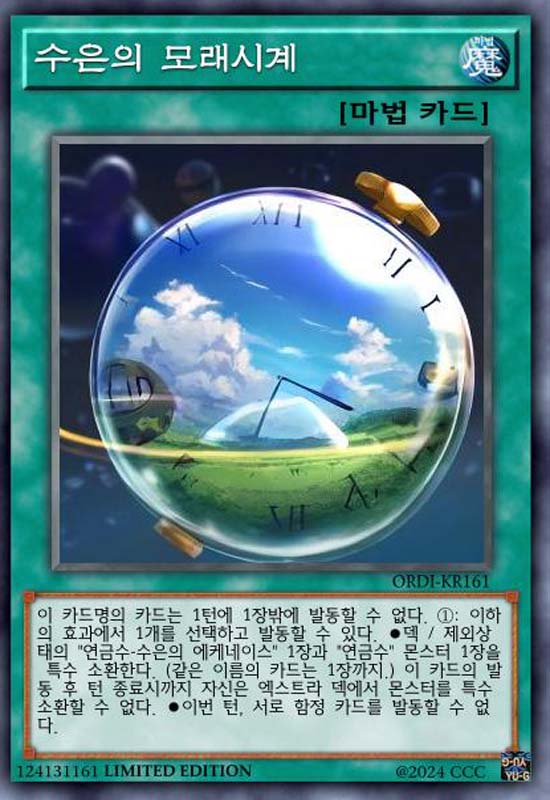 수은의 모래시계
마법
魔
[마법 카드]
XI
XII
ORDI-KR161
이 카드명의 카드는 1턴에 1장밖에 발동할 수 없다. ①: 이하
의 효과에서 1개를 선택하고 발동할 수 있다. ●덱 / 제외상
태의 "연금수-수은의 에케네이스" 1장과 "연금수" 몬스터 1장을
특수 소환한다. (같은 이름의 카드는 1장까지.) 이 카드의 발
동 후 턴 종료시까지 자신은 엑스트라 덱에서 몬스터를 특수
소환할 수 없다. ●이번 턴, 서로 함정 카드를 발동할 수 없
다.
124131161 LIMITED EDITION
@2024 CCC
YU-G